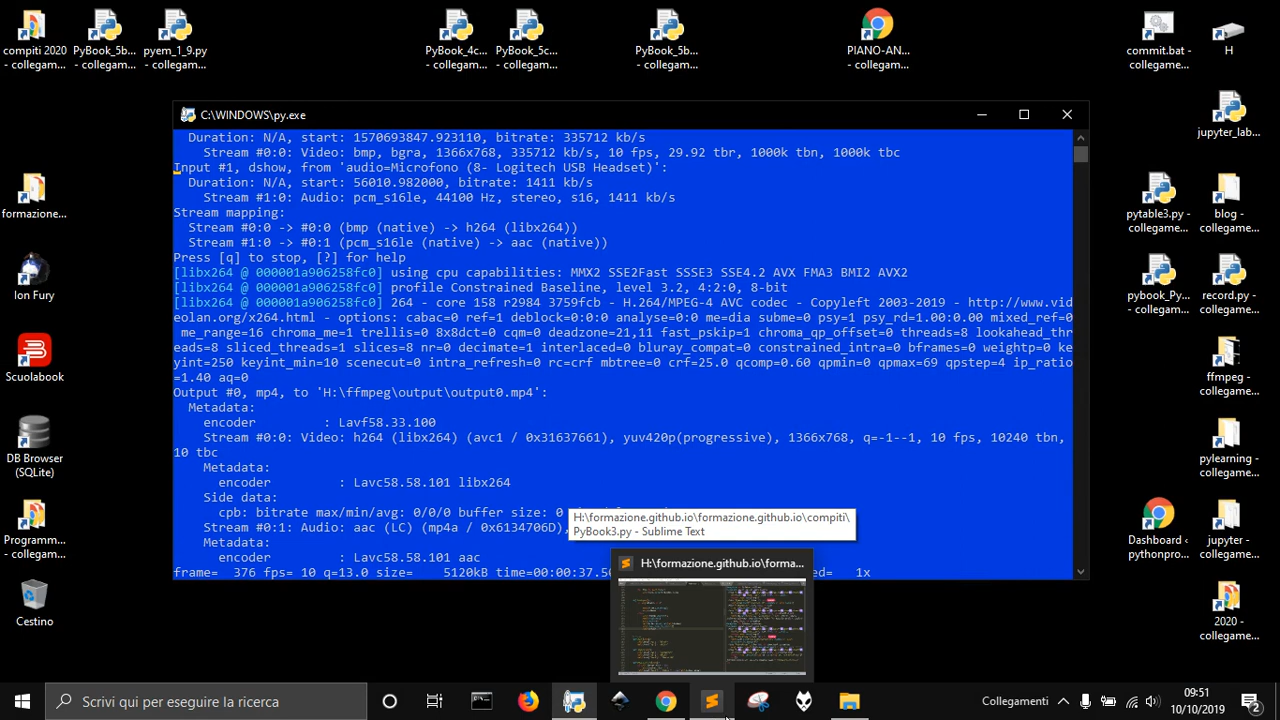 compiti 2020
- collegam...
PyBook_5b...
- collegam...
pyem_1_9.py
- collegam...
PyBook_4c...
- collegam...
PyBook_5c...
- collegam...
PyBook_5b...
- collegam...
PIANO-AN...
- collegam...
commit.bat -
collegame...
H
C:\WINDOWS\py.exe
Duration: N/A, start: 1570693847.923110, bitrate: 335712 kb/s
Stream #0:0: Video: bmp, bgra, 1366x768, 335712 kb/s, 10 fps, 29.92 tbr, 1000k tbn, 1000k tbc
Input #1, dshow, from 'audio=Microfono (8- Logitech USB Headset)':
Duration: N/A, start: 56010.982000, bitrate: 1411 kb/s
Stream #1:0: Audio: pcm_s16le, 44100 Hz, stereo, s16, 1411 kb/s
Stream mapping:
Stream #0:0 -> #0:0 (bmp (native) -> h264 (libx264))
Stream #1:0 -> #0:1 (pcm_s16le (native) -> aac (native))
Press [q] to stop, [?] for help
[libx264 @ 000001a906258fc0] using cpu capabilities: MMX2 SSE2Fast SSSE3 SSE4.2 AVX FMA3 BMI2 AVX2
[libx264 @ 000001a906258fc0] profile Constrained Baseline, level 3.2, 4:2:0, 8-bit
[libx264 @ 000001a906258fc0] 264 - core 158 r2984 3759fcb - H.264/MPEG-4 AVC codec - Copyleft 2003-2019 - http://www.vid
eolan.org/x264.html - options: cabac=0 ref=1 deblock=0:0:0 analyse=0:0 me=dia subme=0 psy=1 psy_rd=1.00:0.00 mixed_ref=0
me_range=16 chroma_me=1 trellis=0 8x8dct=0 cqm=0 deadzone=21,11 fast_pskip=1 chroma_qp_offset=0 threads=8 lookahead_thr
eads=8 sliced_threads=1 slices=8 nr=0 decimate=1 interlaced=0 bluray_compat=0 constrained_intra=0 bframes=0 weightp=0 ke
yint=250 keyint_min=10 scenecut=0 intra_refresh=0 rc=crf mbtree=0 crf=25.0 qcomp=0.60 qpmin=0 qpmax=69 qpstep=4 ip_ratio
=1.40 aq=0
Output #0, mp4, to 'H:\ffmpeg\output\output0.mp4':
Metadata:
encoder : Lavf58.33.100
Stream #0:0: Video: h264 (libx264) (avc1 / 0x31637661), yuv420p(progressive), 1366x768, q=-1--1, 10 fps, 10240 tbn,
10 tbc
Metadata:
encoder : Lavc58.58.101 libx264
Side data:
cpb: bitrate max/min/avg: 0/0/0 buffer size: 0
Stream #0:1: Audio: aac (LC) (mp4a / 0x6134706D),
Metadata:
encoder : Lavc58.58.101 aac
frame= 376 fps= 10 q=13.0 size= 5120kB time=00:00:37.50 1x
H:\formazione.github.io\formazione.github.io\compiti\
PyBook3.py - Sublime Text
H:\formazione.github.io\forma...
formazione...
Ion Fury
Scuolabook
DB Browser
(SQLite)
Programm...
- collegam...
Cestino
jupyter_lab...
pytable3.py -
collegame...
blog -
collegame...
pybook_Py...
- collegam...
record.py -
collegame...
ffmpeg -
collegame...
pylearning -
collegame...
Dashboard ‹
pythonpro...
jupyter -
collegame...
2020 -
collegame...
Scrivi qui per eseguire la ricerca
Collegamenti
09:51
10/10/2019
2